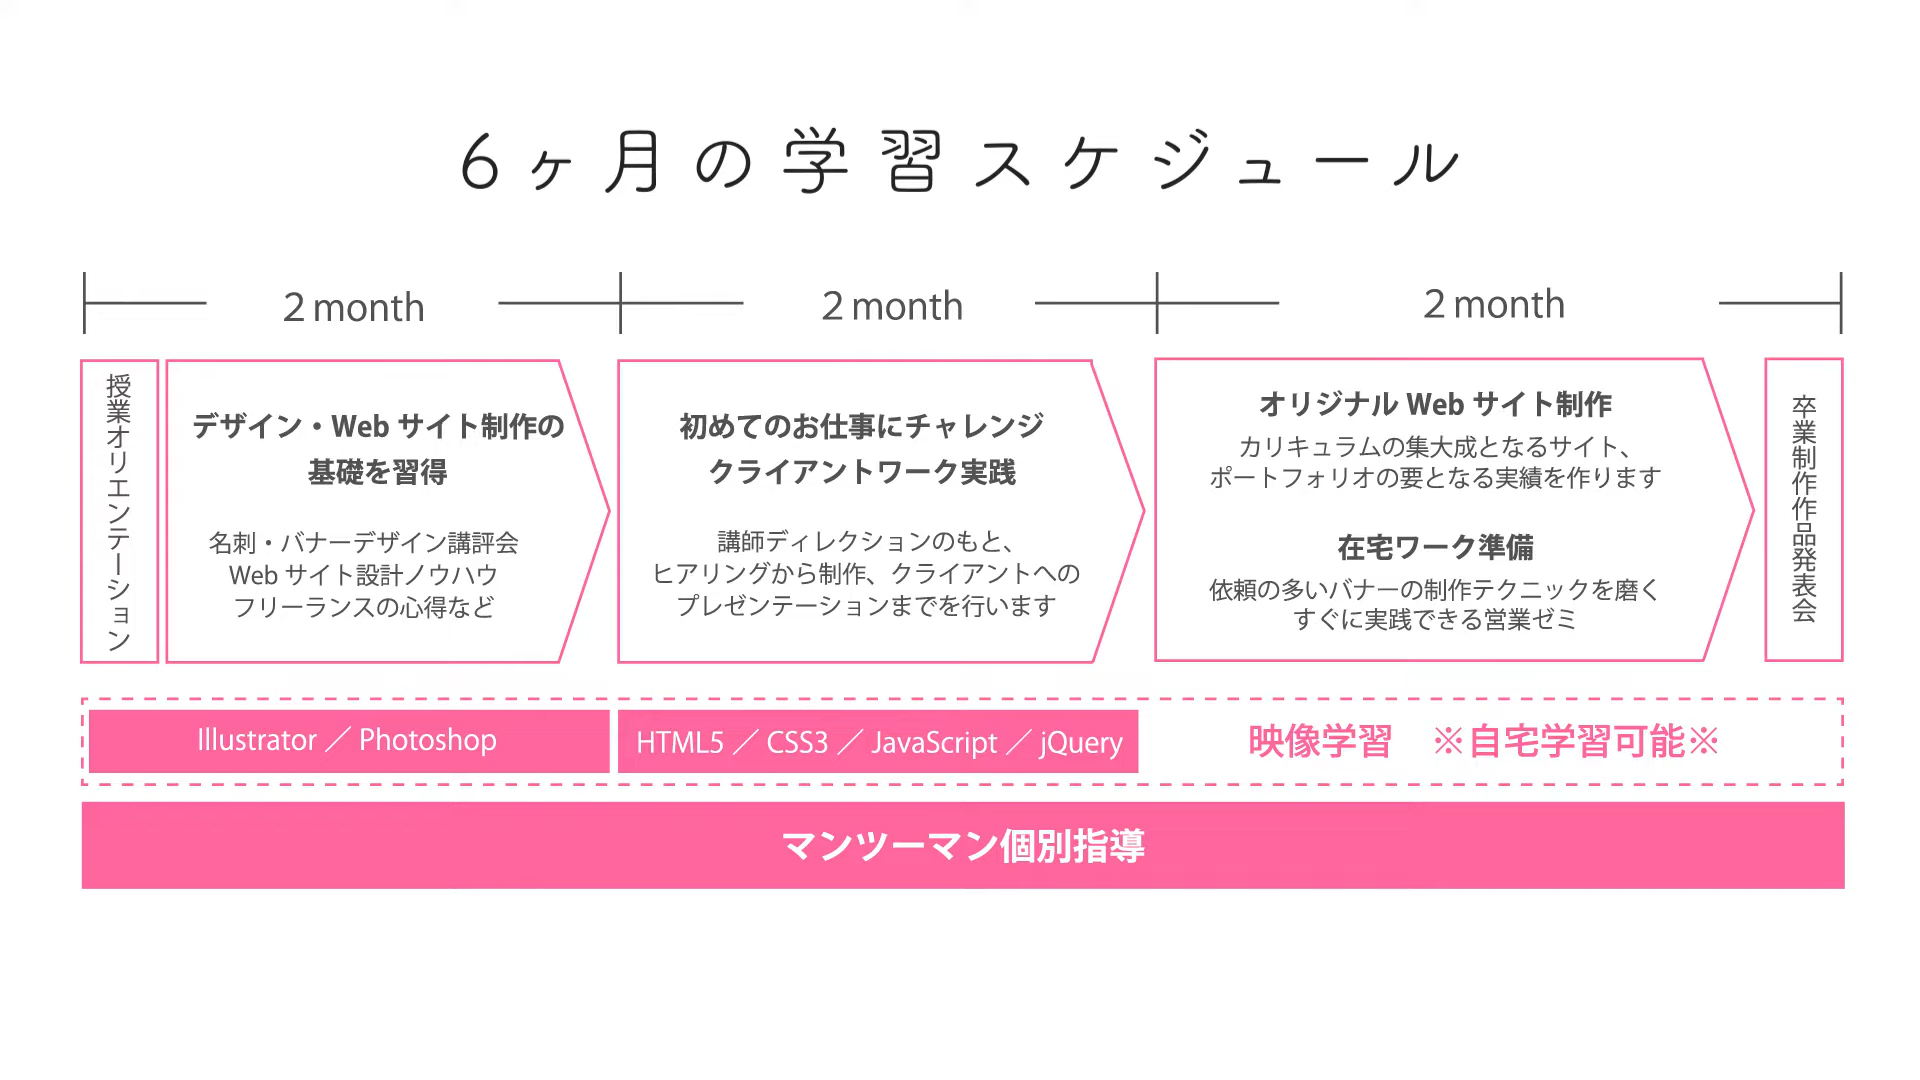 6ヶ月の学習スケジュール
2 month
2 month
2 month
授業オリエンテーション
デザイン・Web サイト制作の
基礎を習得
名刺・バナーデザイン講評会
Web サイト設計ノウハウ
フリーランスの心得など
初めてのお仕事にチャレンジ
クライアントワーク実践
講師ディレクションのもと、
ヒアリングから制作、クライアントへの
プレゼンテーションまでを行います
オリジナル Web サイト制作
カリキュラムの集大成となるサイト、
ポートフォリオの要となる実績を作ります
在宅ワーク準備
依頼の多いバナーの制作テクニックを磨く
すぐに実践できる営業ゼミ
卒業制作作品発表会
Illustrator ／ Photoshop
HTML5 ／ CSS3 ／ JavaScript ／ jQuery
映像学習　※自宅学習可能※
マンツーマン個別指導